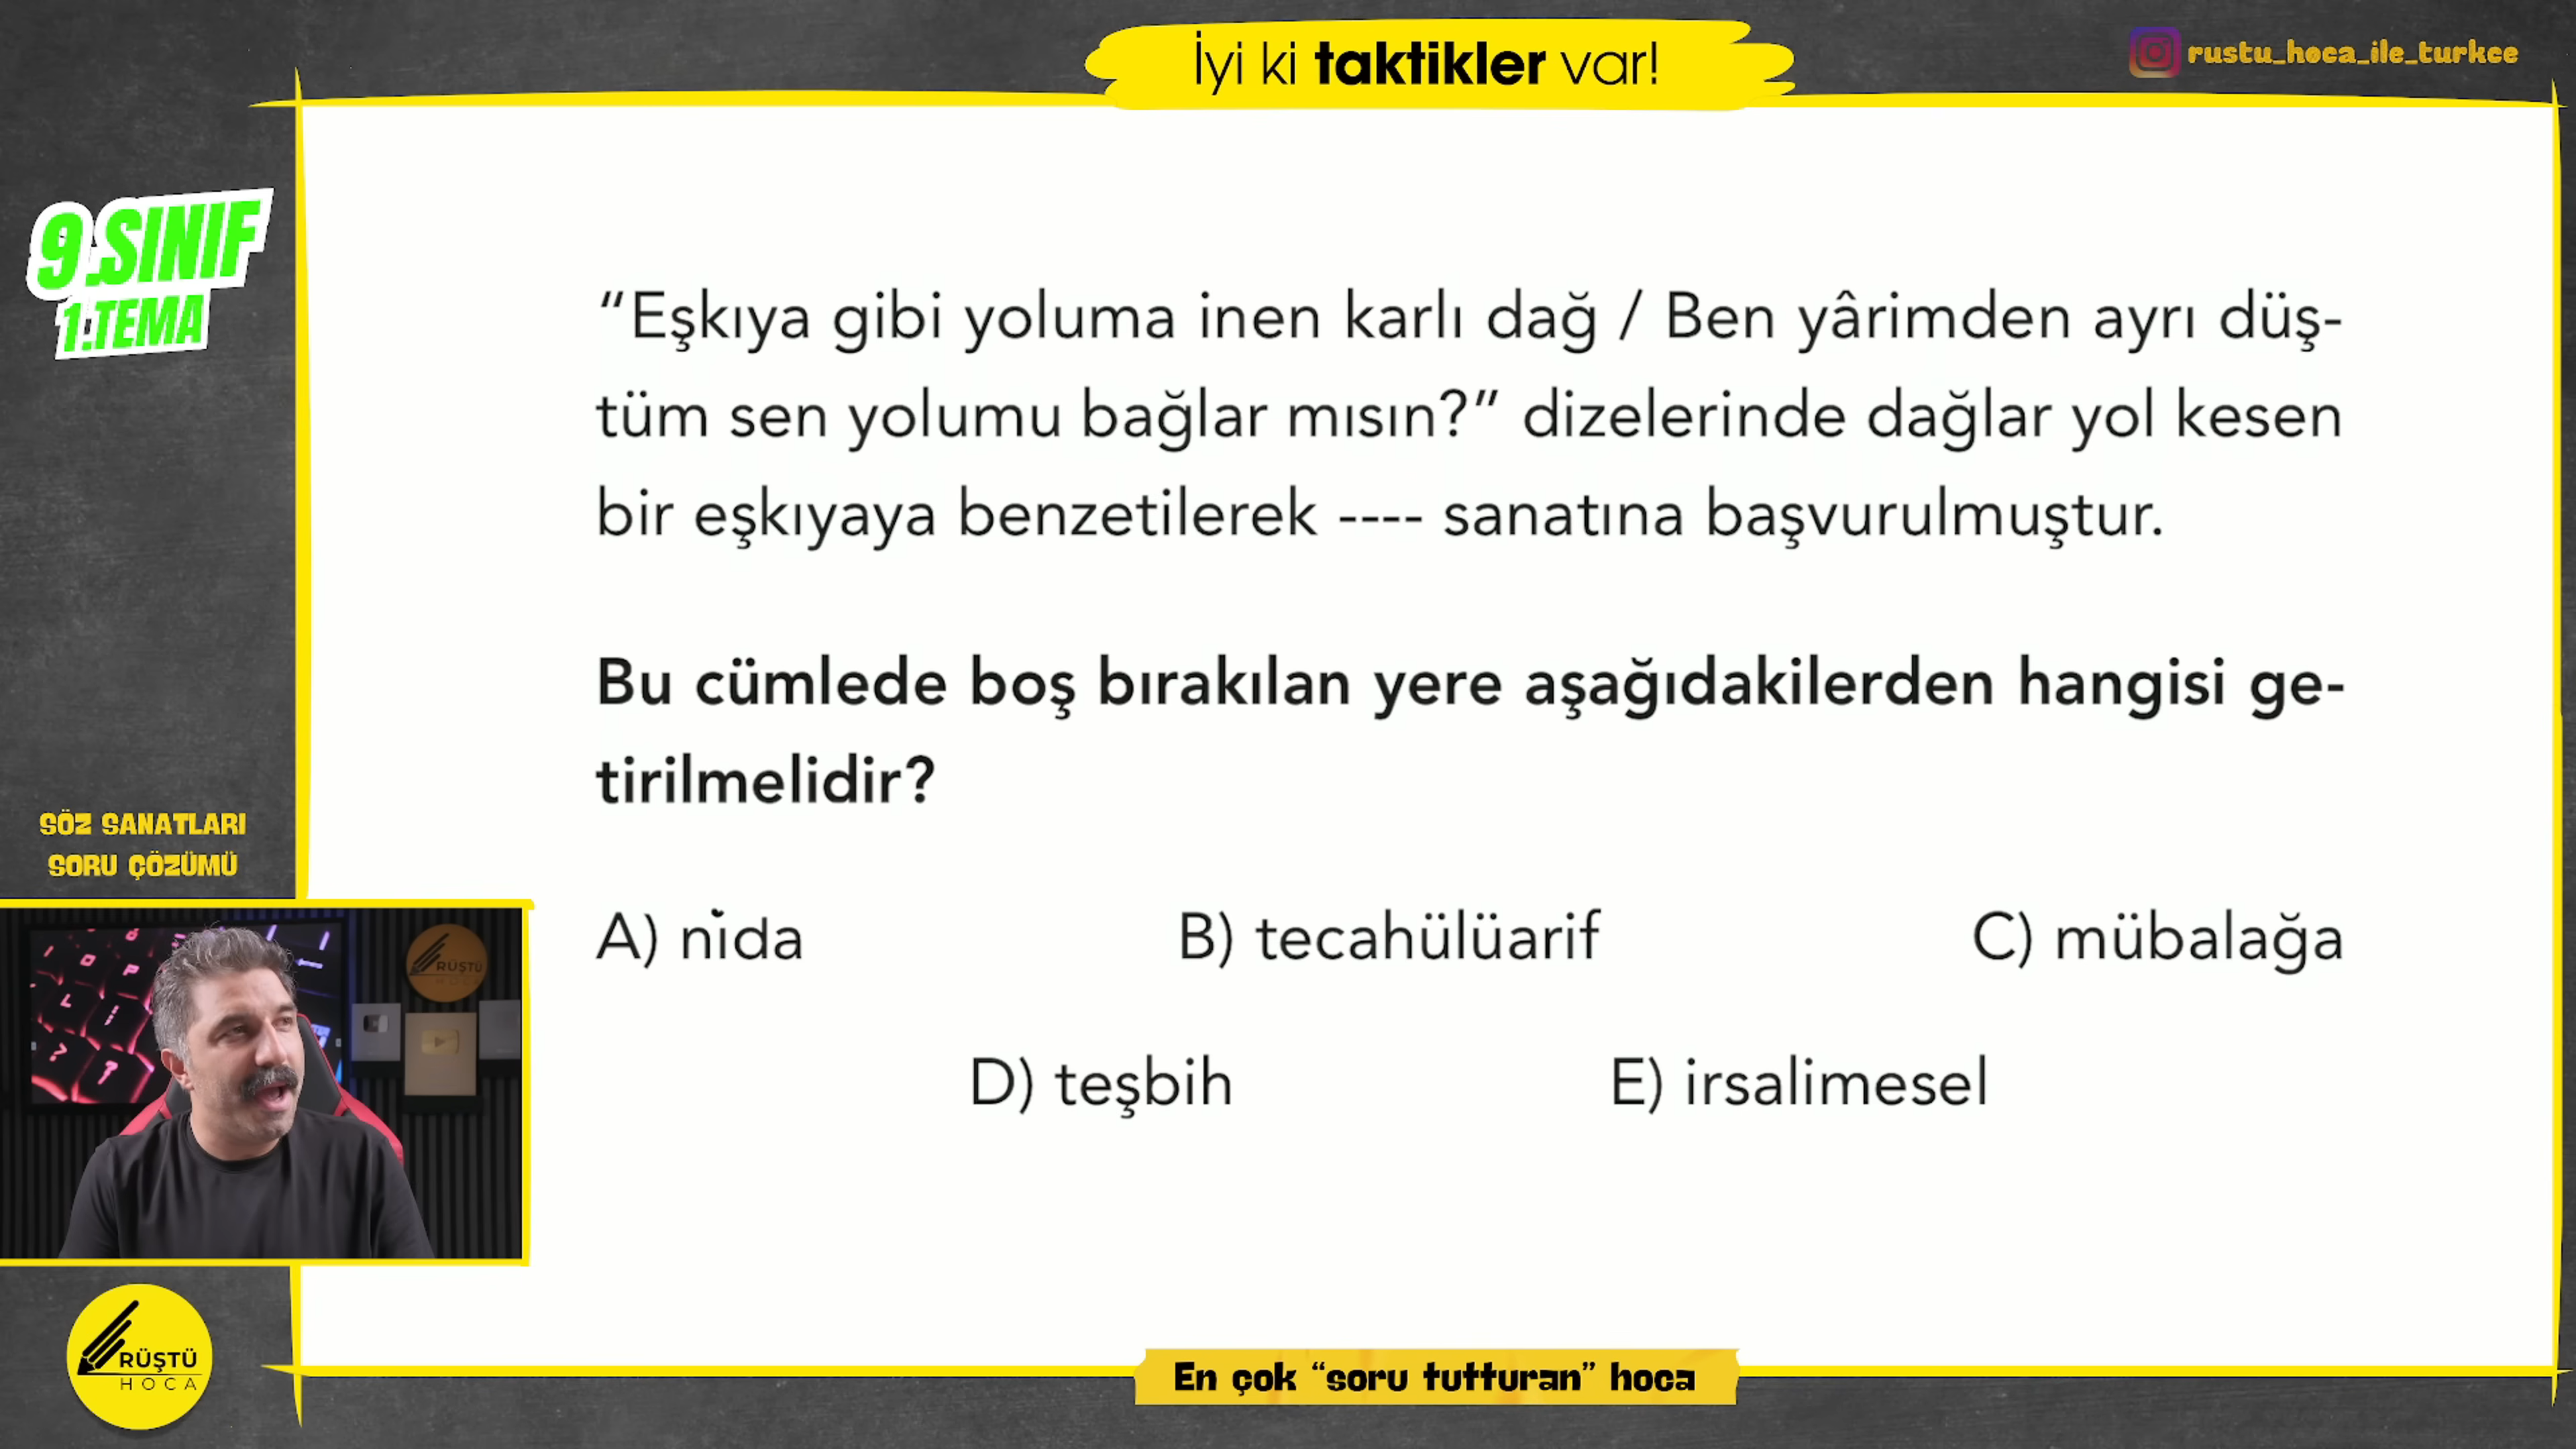 İyi ki taktikler var!
rustu_hoca_ile_turkce
9.SINIF
1.TEMA
"Eşkıya gibi yoluma inen karlı dağ / Ben yârimden ayrı düş-
tüm sen yolumu bağlar mısın?" dizelerinde dağlar yol kesen
bir eşkıyaya benzetilerek ---- sanatına başvurulmuştur.
Bu cümlede boş bırakılan yere aşağıdakilerden hangisi ge-
tirilmelidir?
A) nida B) tecahülüarif C) mübalağa
D) teşbih E) irsalimesel
SÖZ SANATLARI
SORU ÇÖZÜMÜ
RÜŞTÜ
HOCA
RÜŞTÜ
HOCA
En çok "soru tutturan" hoca